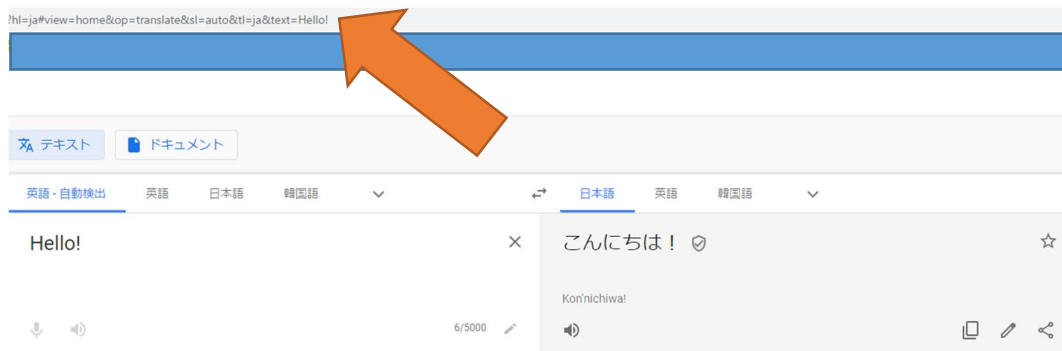 ?hl=ja#view=home&op=translate&sl=auto&tl=ja&text=Hello!
テキスト ドキュメント
英語 - 自動検出 英語 日本語 韓国語 日本語 英語 韓国語
Hello! こんにちは！
Kon'nichiwa!
6/5000